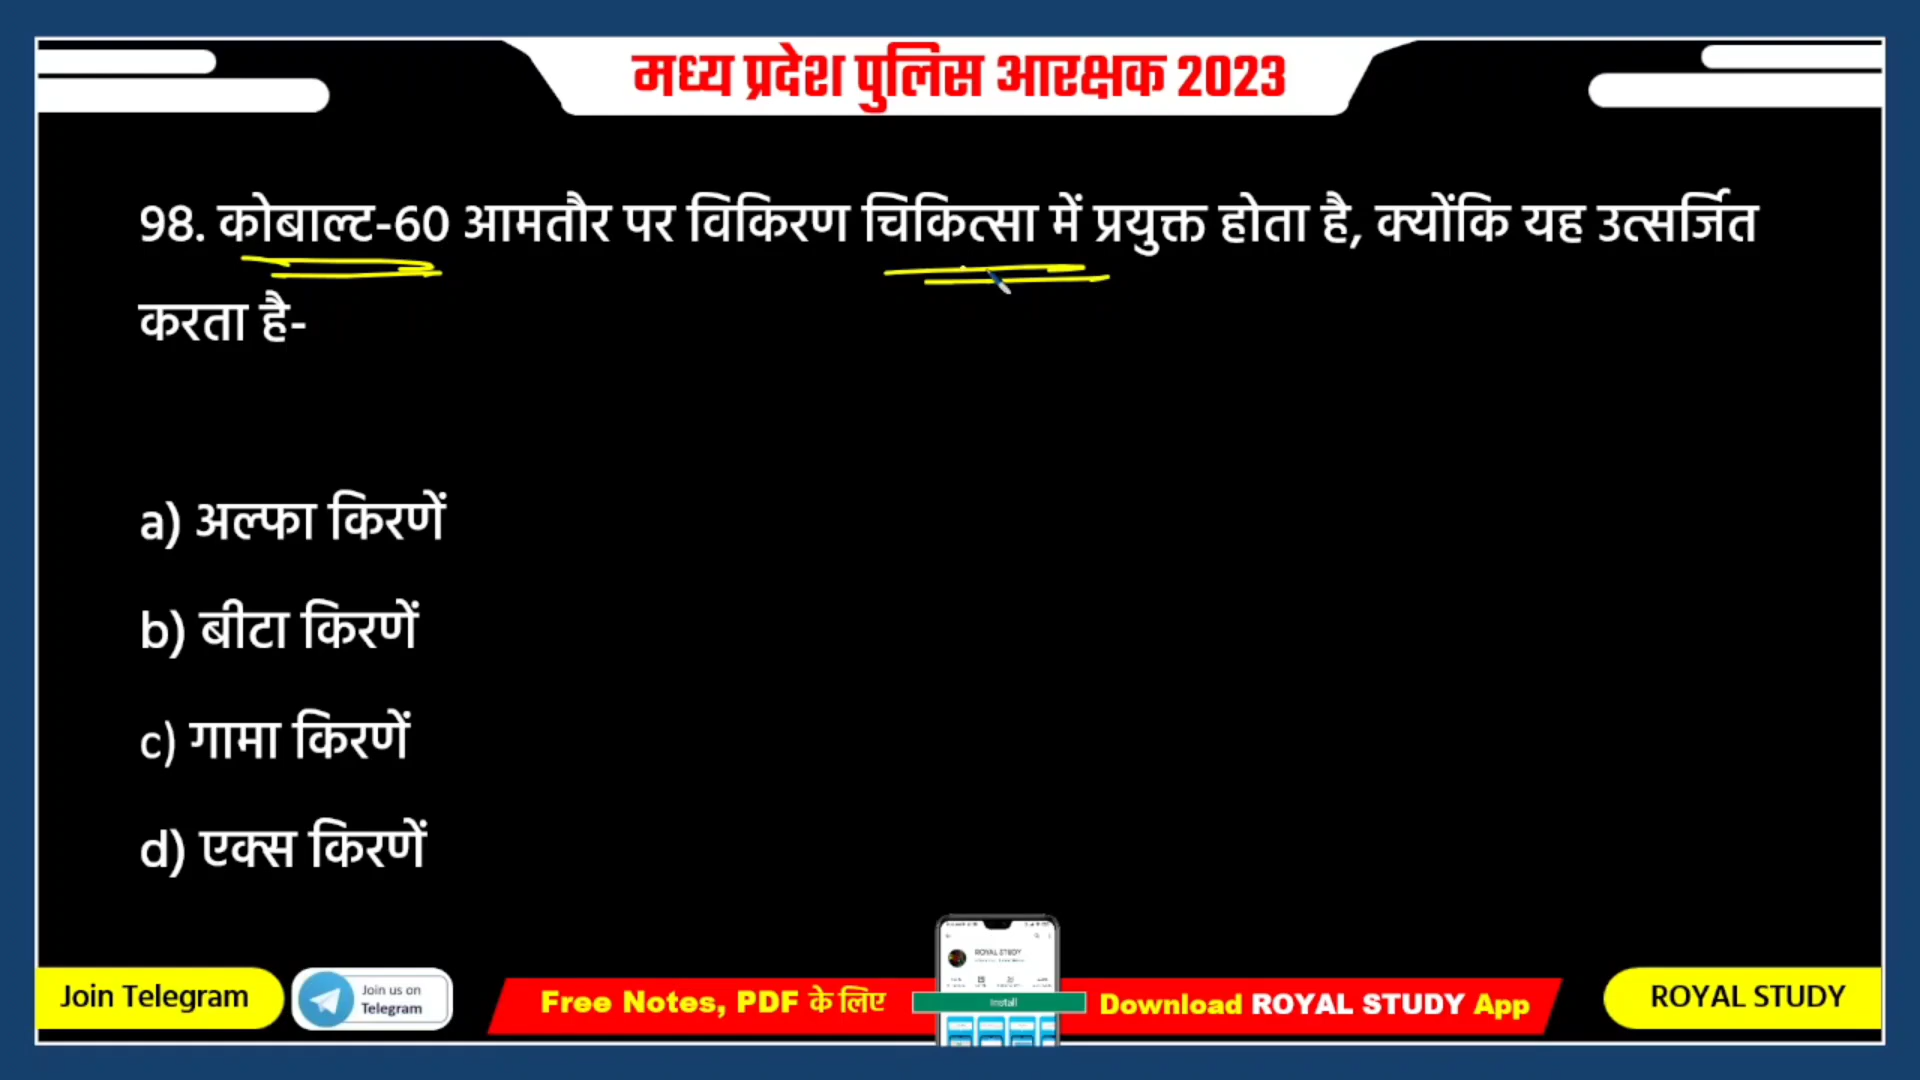 मध्य प्रदेश पुलिस आरक्षक 2023
98. कोबाल्ट-60 आमतौर पर विकिरण चिकित्सा में प्रयुक्त होता है, क्योंकि यह उत्सर्जित
करता है-
a) अल्फा किरणें
b) बीटा किरणें
c) गामा किरणें
d) एक्स किरणें
ROYAL STUDY
Join Telegram
Join us on
Telegram
Free Notes, PDF के लिए
Install
Download ROYAL STUDY App
ROYAL STUDY